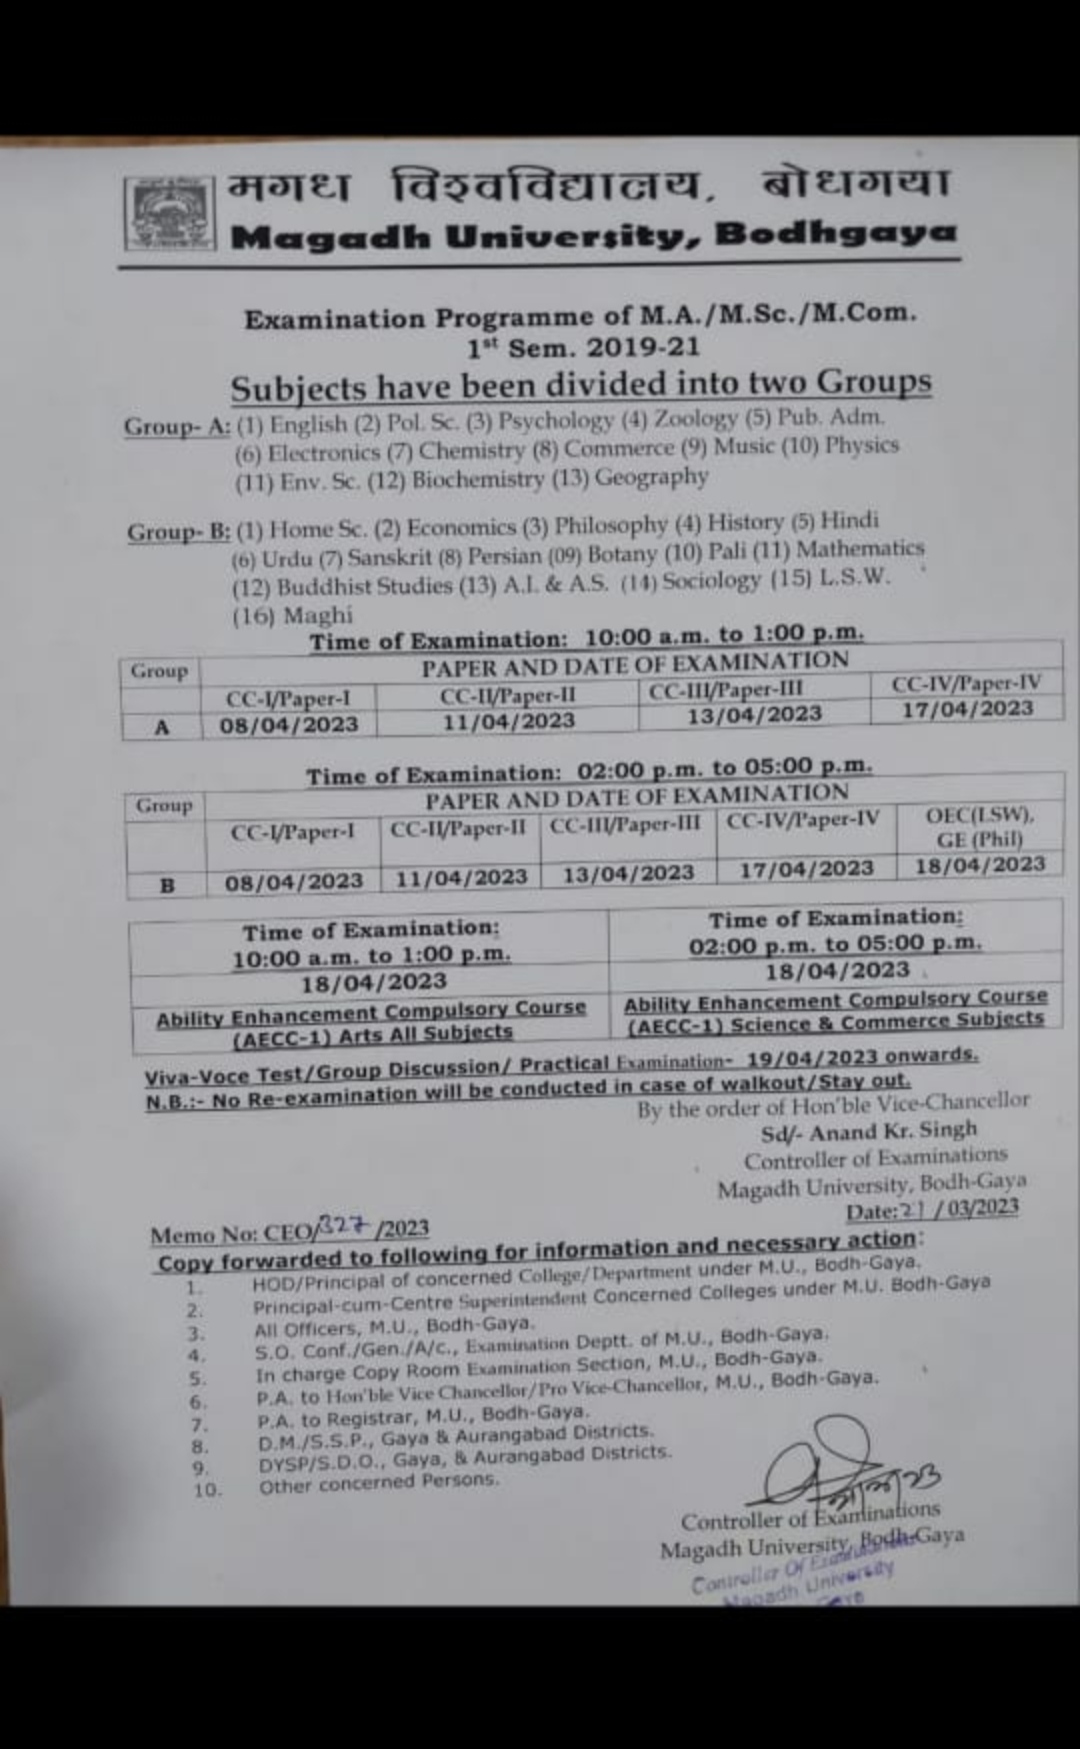 मगध विश्वविद्यालय, बोधगया
Magadh University, Bodhgaya
Examination Programme of M.A./M.Sc./M.Com.
1st Sem. 2019-21
Subjects have been divided into two Groups
Group- A: (1) English (2) Pol. Sc. (3) Psychology (4) Zoology (5) Pub. Adm.
(6) Electronics (7) Chemistry (8) Commerce (9) Music (10) Physics
(11) Env. Sc. (12) Biochemistry (13) Geography
Group- B: (1) Home Sc. (2) Economics (3) Philosophy (4) History (5) Hindi
(6) Urdu (7) Sanskrit (8) Persian (09) Botany (10) Pali (11) Mathematics
(12) Buddhist Studies (13) A.I. & A.S. (14) Sociology (15) L.S.W.
(16) Maghi
Time of Examination: 10:00 a.m. to 1:00 p.m.
Group PAPER AND DATE OF EXAMINATION
CC-I/Paper-I CC-II/Paper-II CC-III/Paper-III CC-IV/Paper-IV
A 08/04/2023 11/04/2023 13/04/2023 17/04/2023
Time of Examination: 02:00 p.m. to 05:00 p.m.
Group PAPER AND DATE OF EXAMINATION
CC-I/Paper-I CC-II/Paper-II CC-III/Paper-III CC-IV/Paper-IV OEC(LSW),
GE (Phil)
B 08/04/2023 11/04/2023 13/04/2023 17/04/2023 18/04/2023
Time of Examination: Time of Examination:
10:00 a.m. to 1:00 p.m. 02:00 p.m. to 05:00 p.m.
18/04/2023 18/04/2023
Ability Enhancement Compulsory Course Ability Enhancement Compulsory Course
(AECC-1) Arts All Subjects (AECC-1) Science & Commerce Subjects
Viva-Voce Test/Group Discussion/ Practical Examination- 19/04/2023 onwards.
N.B.:- No Re-examination will be conducted in case of walkout/Stay out.
By the order of Hon'ble Vice-Chancellor
Sd/- Anand Kr. Singh
Controller of Examinations
Magadh University, Bodh-Gaya
Date:21/03/2023
Memo No: CEO/327/2023
Copy forwarded to following for information and necessary action:
1. HOD/Principal of concerned College/Department under M.U., Bodh-Gaya.
2. Principal-cum-Centre Superintendent Concerned Colleges under M.U. Bodh-Gaya
3. All Officers, M.U., Bodh-Gaya.
4. S.O. Conf./Gen./A/c., Examination Deptt. of M.U., Bodh-Gaya.
5. In charge Copy Room Examination Section, M.U., Bodh-Gaya.
6. P.A. to Hon'ble Vice Chancellor/Pro Vice-Chancellor, M.U., Bodh-Gaya.
7. P.A. to Registrar, M.U., Bodh-Gaya.
8. D.M./S.S.P., Gaya & Aurangabad Districts.
9. DYSP/S.D.O., Gaya, & Aurangabad Districts.
10. Other concerned Persons.
Controller of Examinations
Magadh University, Bodh-Gaya
Controller Of
Magadh University
Gaya